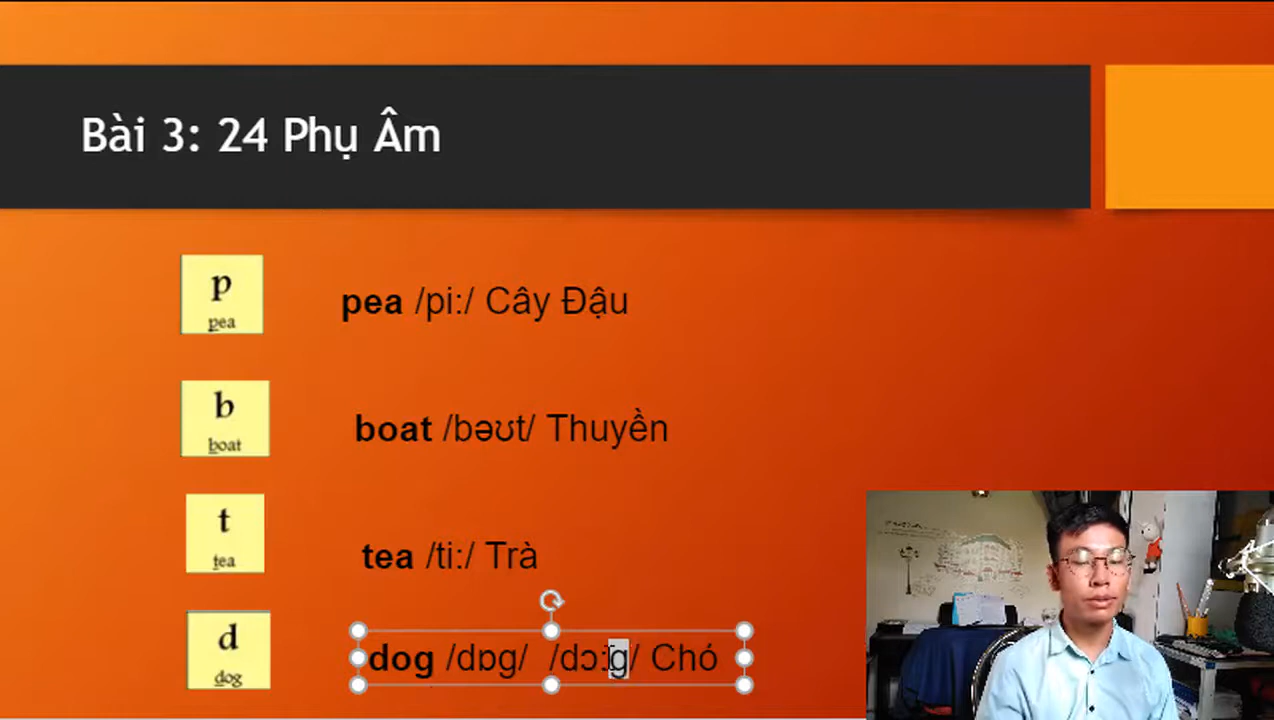 Bài 3: 24 Phụ Âm
p
pea
pea /pi:/ Cây Đậu
b
boat
boat /bəʊt/ Thuyền
t
tea
tea /ti:/ Trà
d
dog
dog /dɒg/ /dɔ:g/ Chó